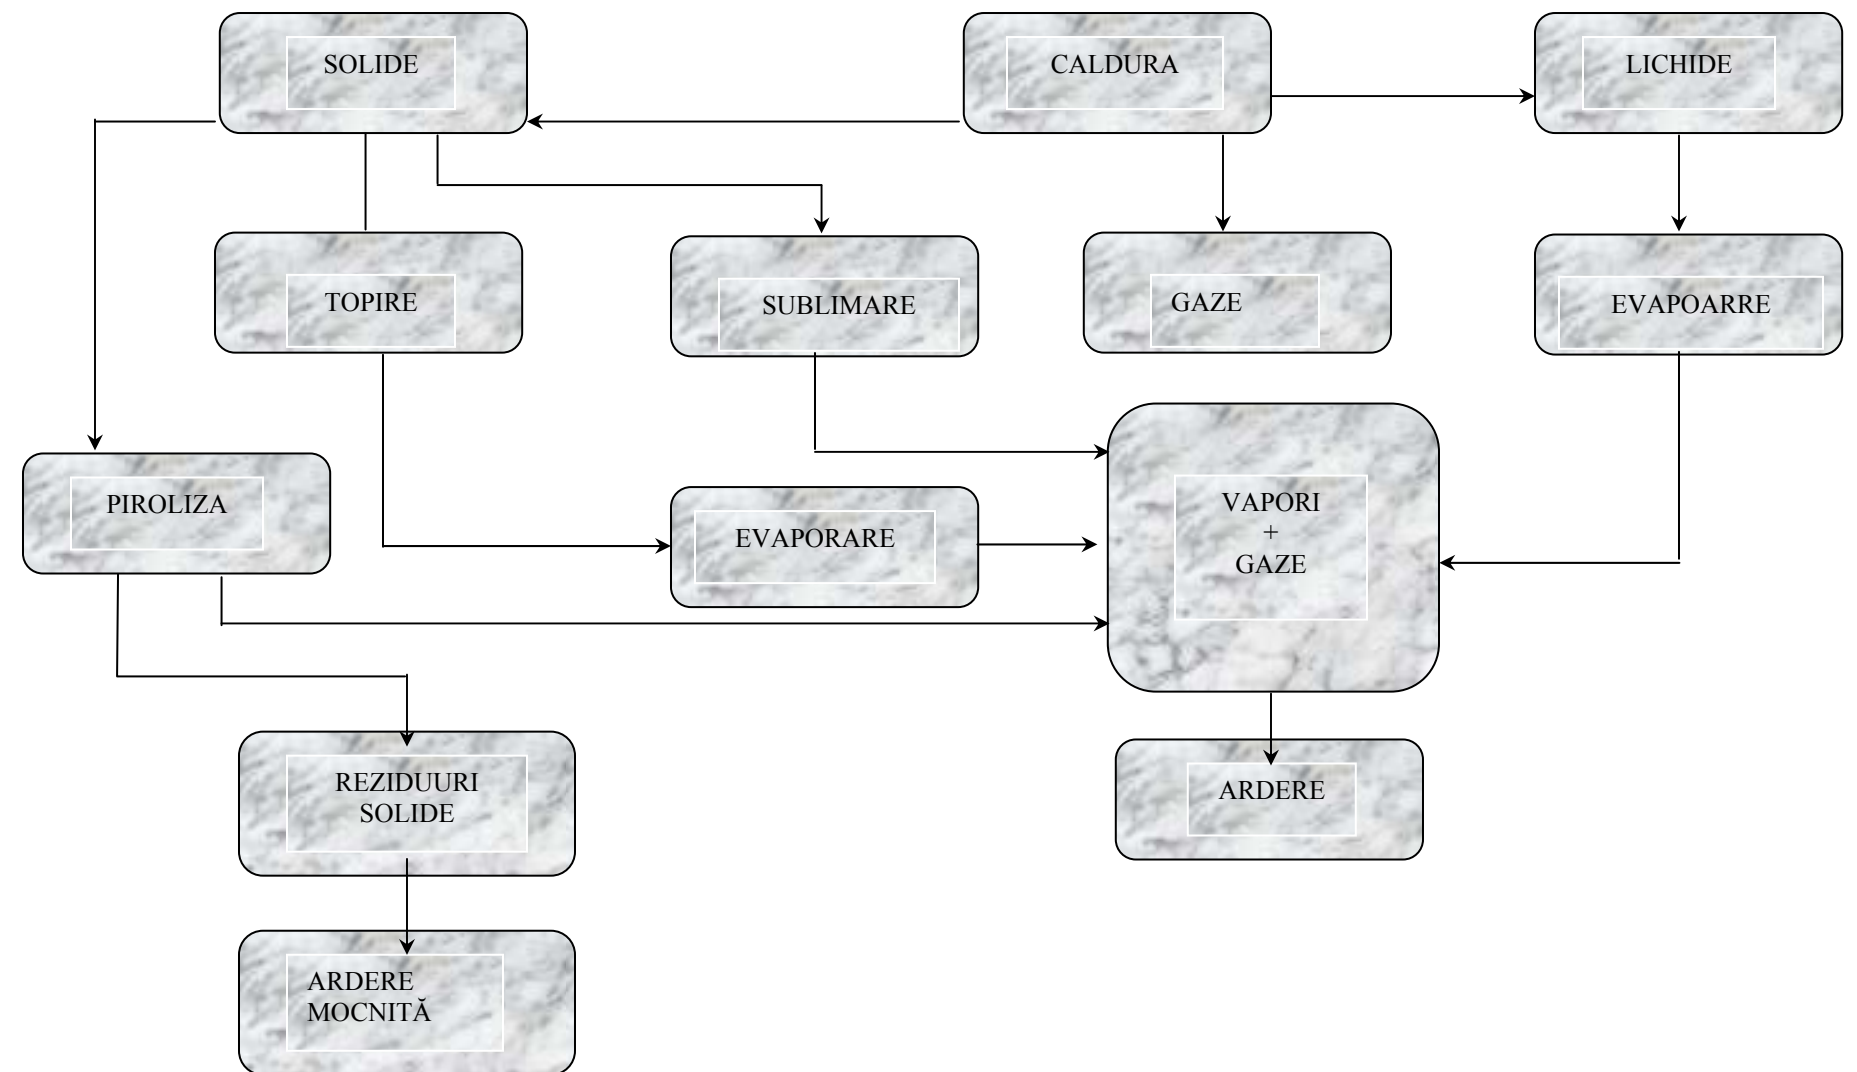 SOLIDE
CALDURA
LICHIDE
TOPIRE
SUBLIMARE
GAZE
EVAPOARRE
PIROLIZA
EVAPORARE
VAPORI
+
GAZE
REZIDUURI
SOLIDE
ARDERE
ARDERE
MOCNITĂ